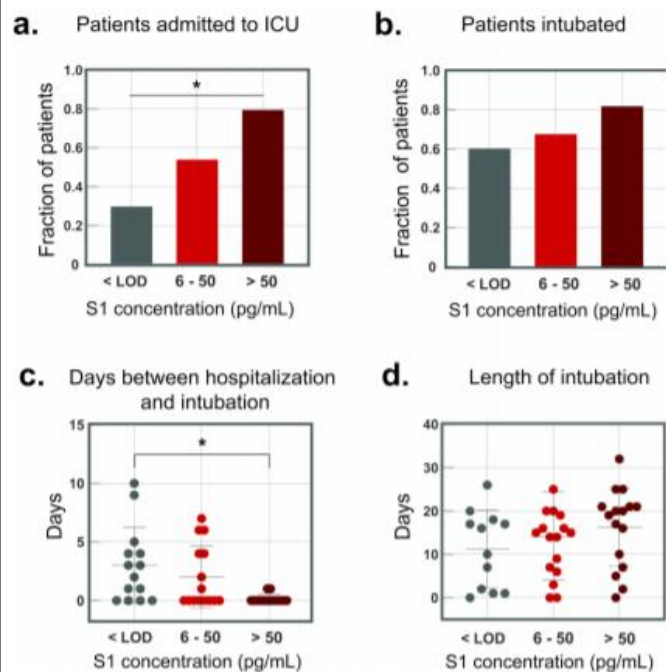 a.
Patients admitted to ICU
Fraction of patients
1.0
*
0.8
0.6
0.4
0.2
0
< LOD 6 - 50 > 50
S1 concentration (pg/mL)
b.
Patients intubated
Fraction of patients
1.0
0.8
0.6
0.4
0.2
0
< LOD 6 - 50 > 50
S1 concentration (pg/mL)
c.
Days between hospitalization
and intubation
Days
15
*
10
5
0
< LOD 6 - 50 > 50
S1 concentration (pg/mL)
d.
Length of intubation
Days
40
30
20
10
0
< LOD 6 - 50 > 50
S1 concentration (pg/mL)